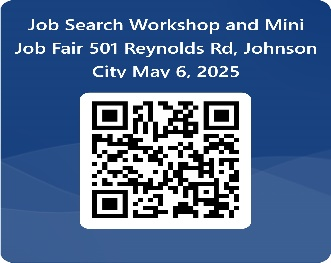 Job Search Workshop and Mini
Job Fair 501 Reynolds Rd, Johnson
City May 6, 2025